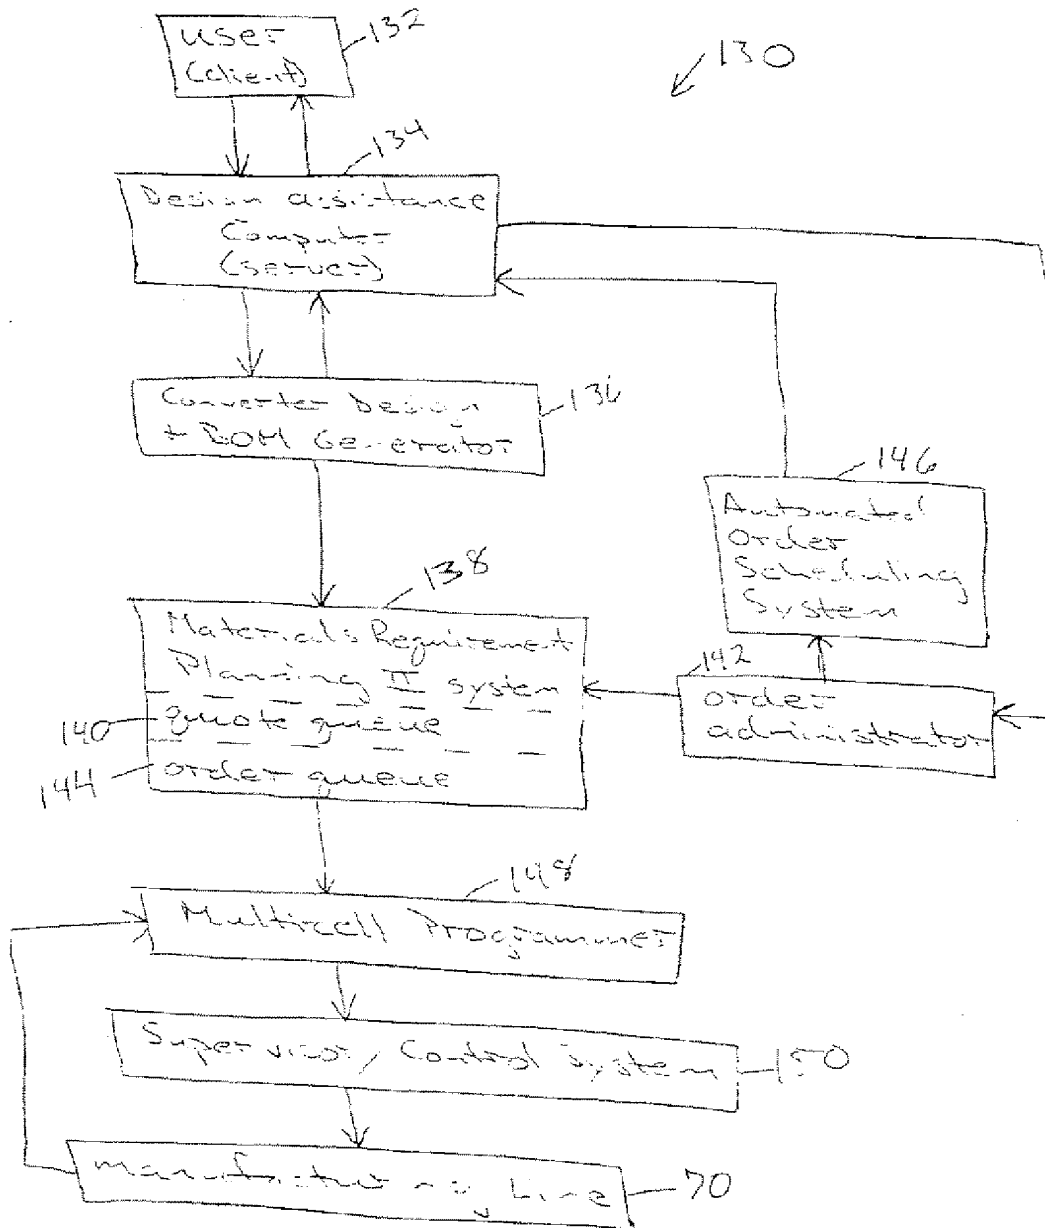 user
(client)
132
130
134
Design assistance
Computer
(server)
Converter Design
+ BOM Generator
136
146
Automated
Order
Scheduling
System
138
Materials Requirement
Planning II system
140
quote queue
144
order queue
142
order
administrator
148
Multicell Programmer
Supervisory Control System
150
manufacturing Line
70